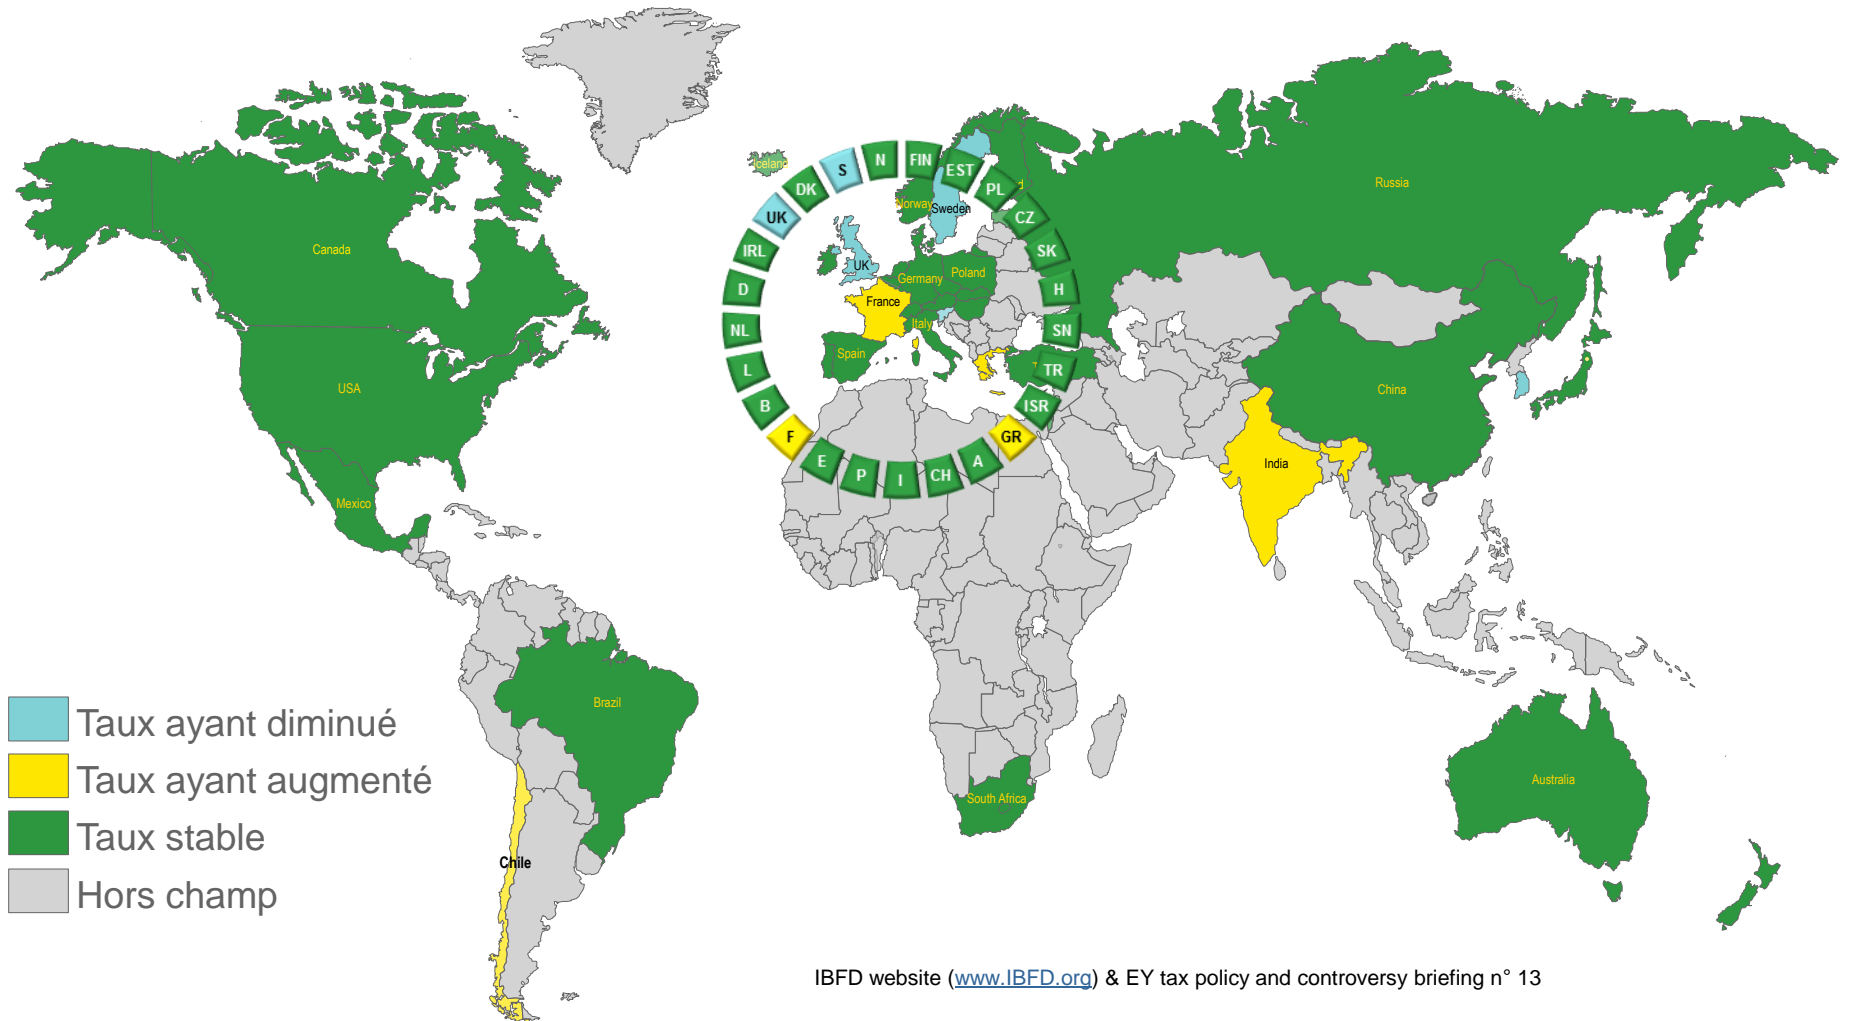 Iceland
S
N
FIN
EST
DK
PL
UK
CZ
IRL
SK
D
H
NL
SN
L
TR
B
ISR
F
GR
E
A
P
I
CH
Norway
Sweden
UK
Germany
Poland
France
Italy
Spain
Russia
Canada
USA
China
Mexico
India
Brazil
South Africa
Australia
Chile
Taux ayant diminué
Taux ayant augmenté
Taux stable
Hors champ
IBFD website (www.IBFD.org) & EY tax policy and controversy briefing n° 13